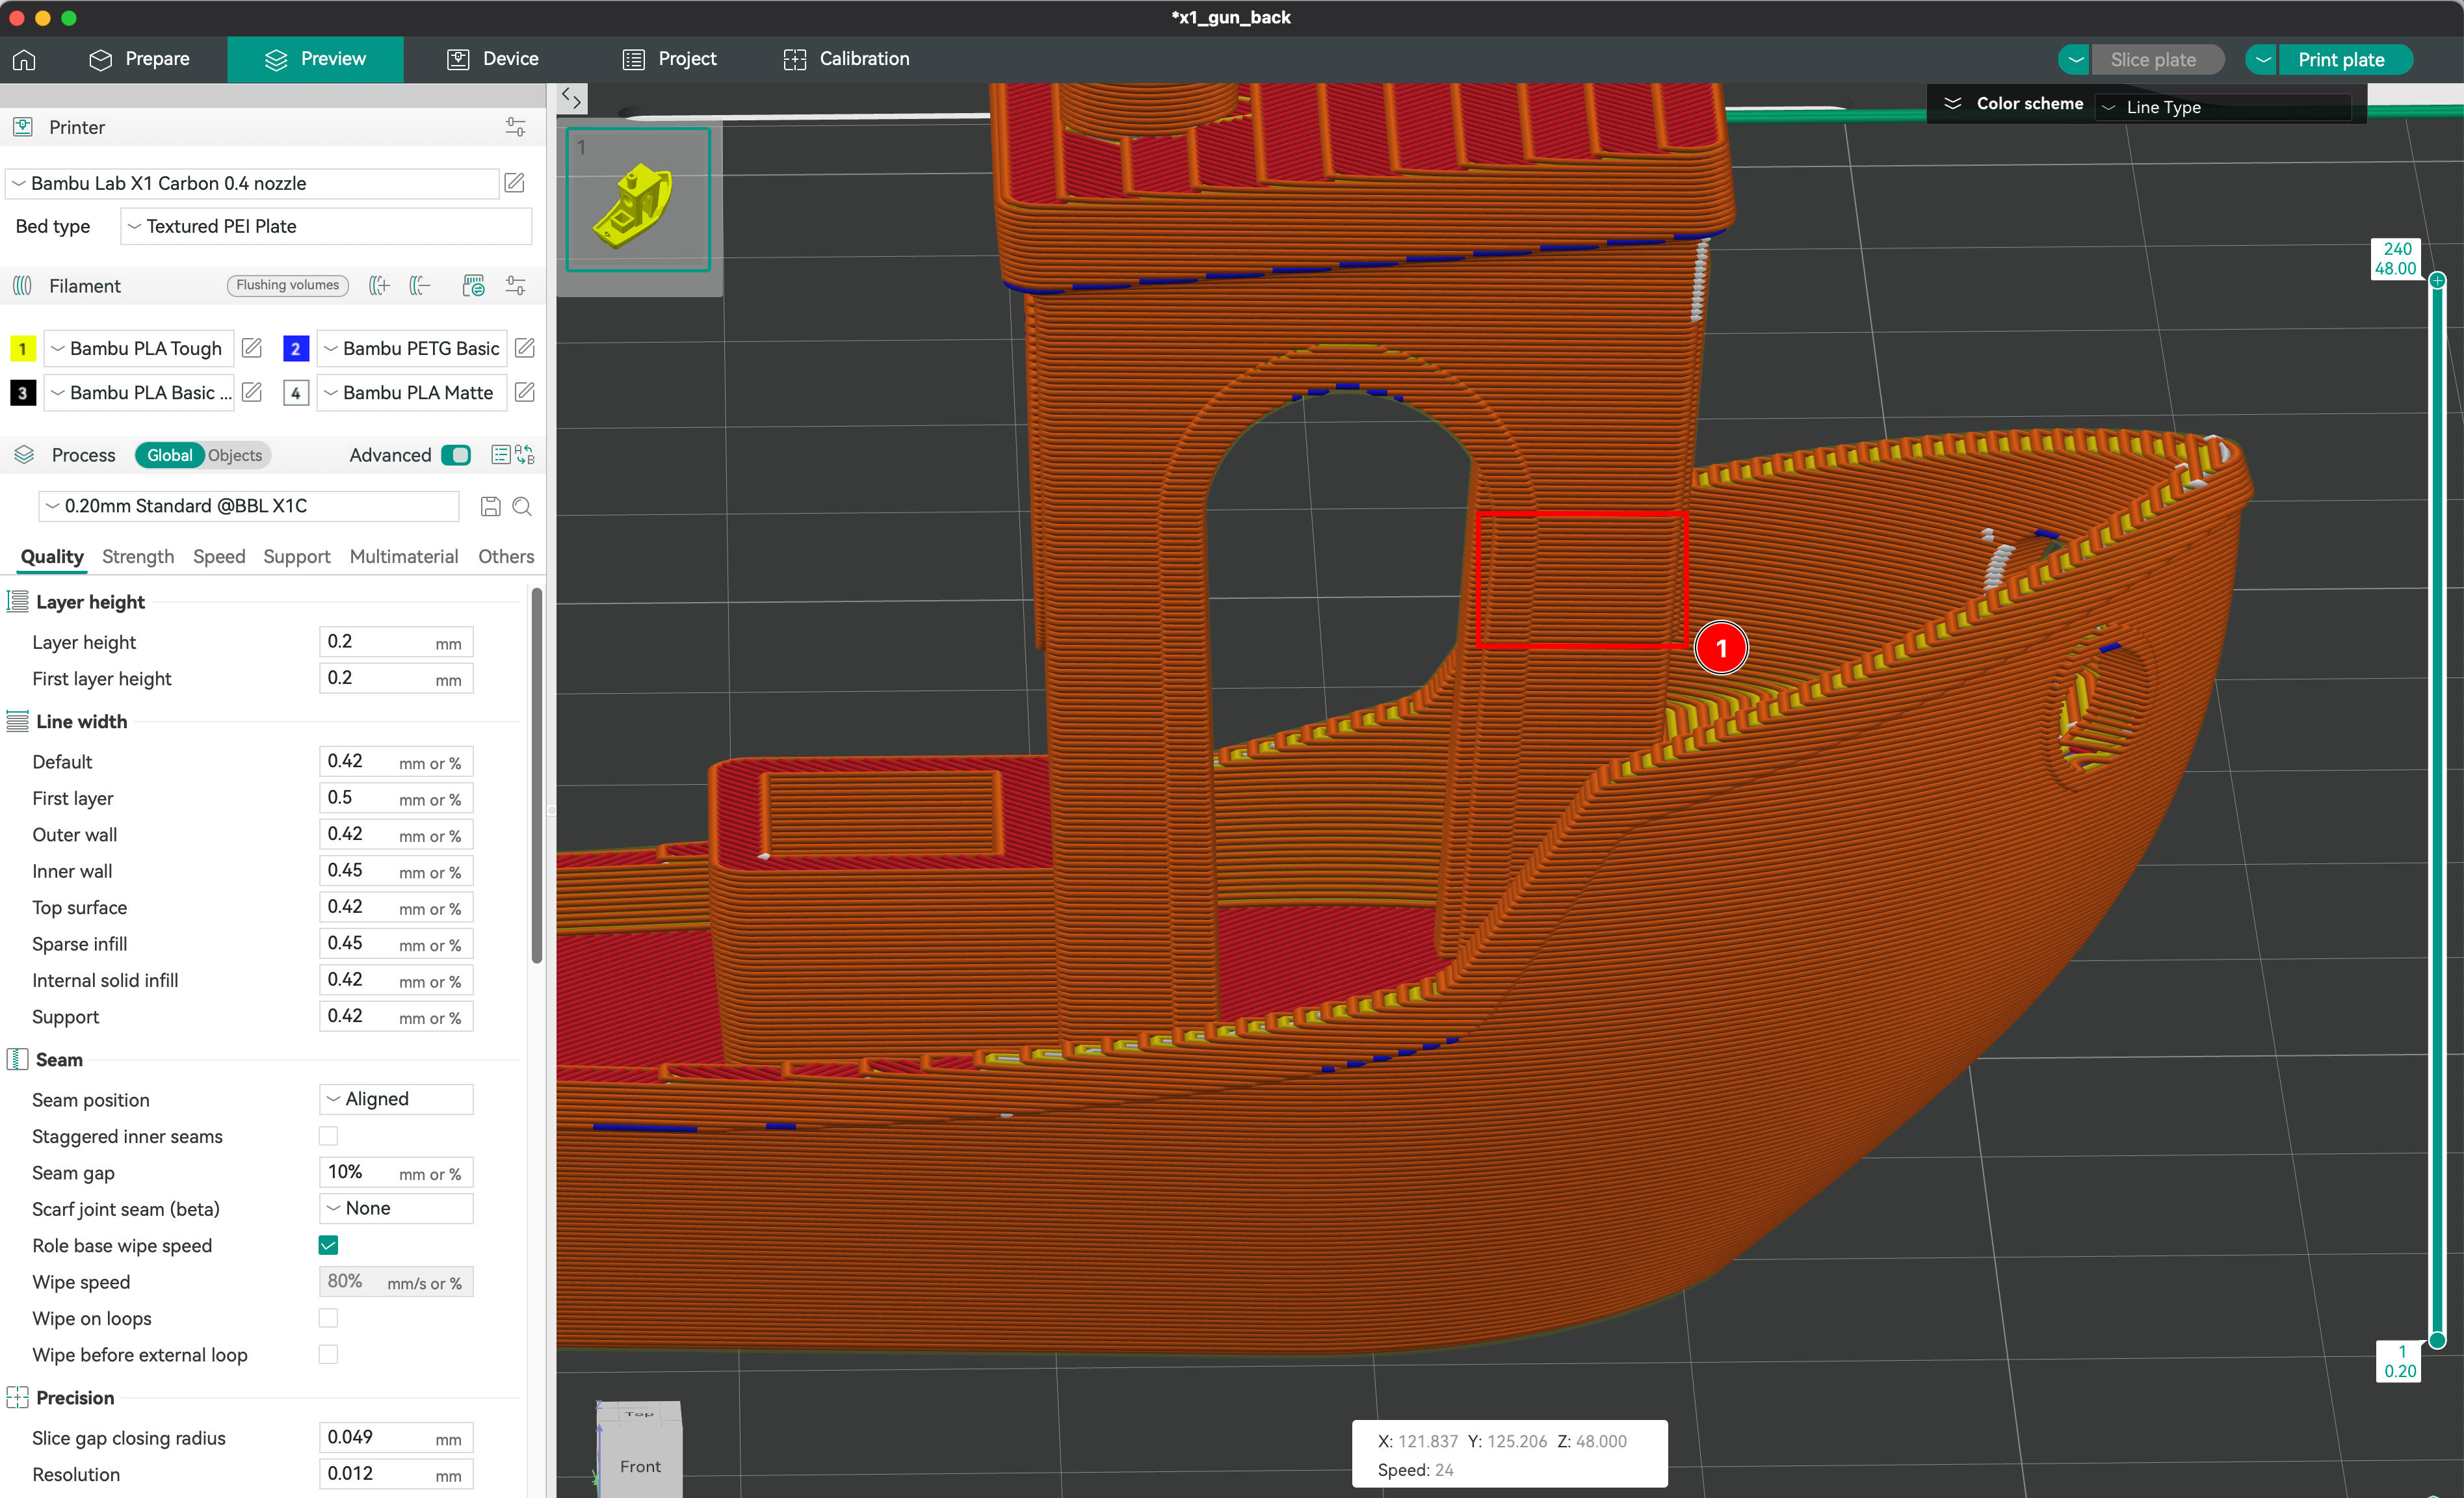 *x1_gun_back
Prepare
Preview
Device
Project
Calibration
Slice plate
Print plate
Printer
Bambu Lab X1 Carbon 0.4 nozzle
Bed type
Textured PEI Plate
Filament
Flushing volumes
1
Bambu PLA Tough
2
Bambu PETG Basic
3
Bambu PLA Basic ...
4
Bambu PLA Matte
Process
Global
Objects
Advanced
0.20mm Standard @BBL X1C
Quality
Strength
Speed
Support
Multimaterial
Others
Layer height
Layer height
0.2
mm
First layer height
0.2
mm
Line width
Default
0.42
mm or %
First layer
0.5
mm or %
Outer wall
0.42
mm or %
Inner wall
0.45
mm or %
Top surface
0.42
mm or %
Sparse infill
0.45
mm or %
Internal solid infill
0.42
mm or %
Support
0.42
mm or %
Seam
Seam position
Aligned
Staggered inner seams
Seam gap
10%
mm or %
Scarf joint seam (beta)
None
Role base wipe speed
Wipe speed
80%
mm/s or %
Wipe on loops
Wipe before external loop
Precision
Slice gap closing radius
0.049
mm
Resolution
0.012
mm
1
Color scheme
Line Type
240
48.00
1
1
0.20
Top
Front
X: 121.837 Y: 125.206 Z: 48.000
Speed: 24